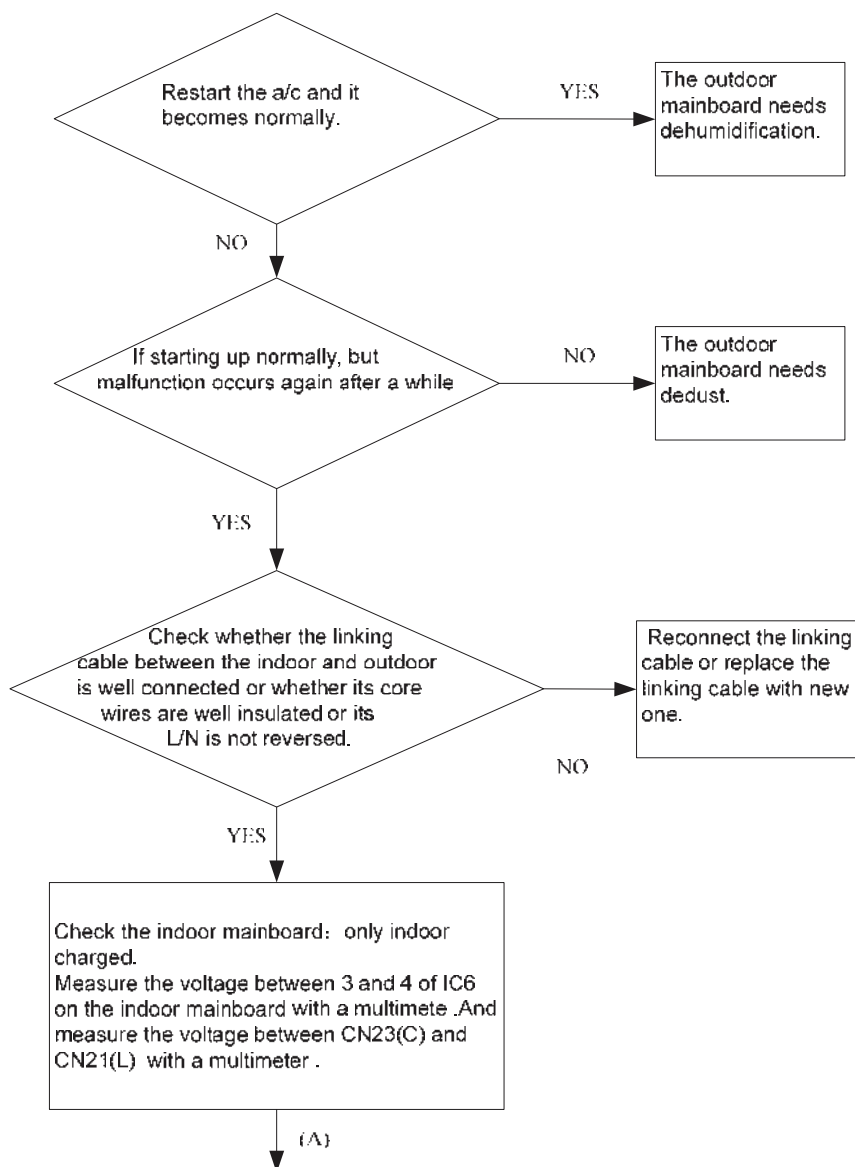 Restart the a/c and it
becomes normally.
YES
The outdoor
mainboard needs
dehumidification.
NO
If starting up normally, but
malfunction occurs again after a while
NO
The outdoor
mainboard needs
dedust.
YES
Check whether the linking
cable between the indoor and outdoor
is well connected or whether its core
wires are well insulated or its
L/N is not reversed.
NO
Reconnect the linking
cable or replace the
linking cable with new
one.
YES
Check the indoor mainboard: only indoor
charged.
Measure the voltage between 3 and 4 of IC6
on the indoor mainboard with a multimete .And
measure the voltage between CN23(C) and
CN21(L) with a multimeter .
(A)